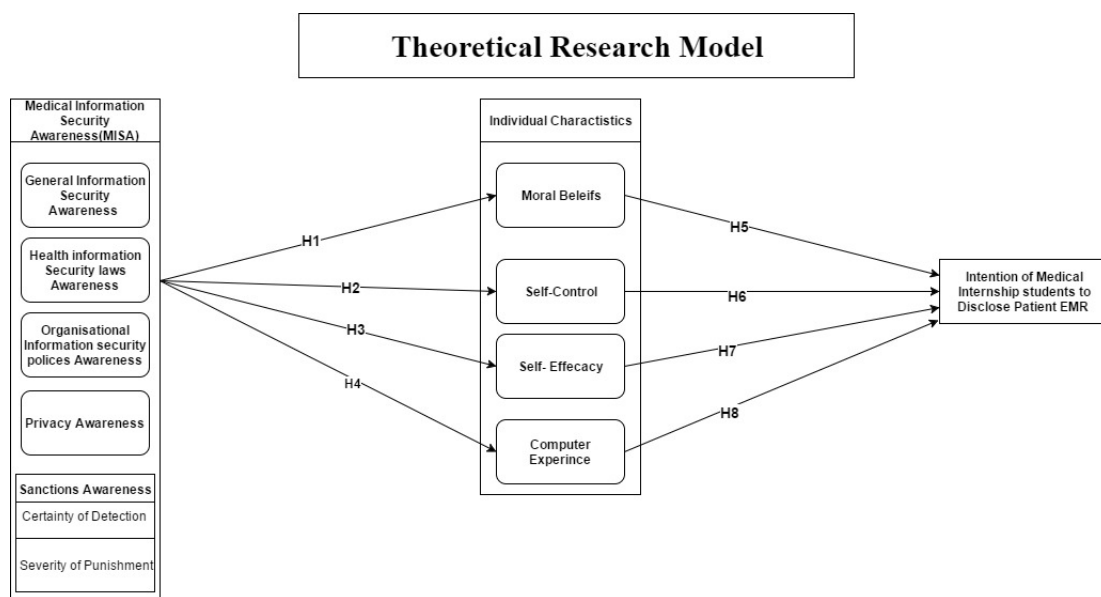 Theoretical Research Model
Medical Information
Security
Awareness(MISA)
General Information
Security
Awareness
Health information
Security laws
Awareness
Organisational
Information security
polices Awareness
Privacy Awareness
Sanctions Awareness
Certainty of Detection
Severity of Punishment
H1
H2
H3
H4
Individual Charactistics
Moral Beleifs
Self-Control
Self- Effecacy
Computer
Experince
H5
H6
H7
H8
Intention of Medical
Internship students to
Disclose Patient EMR